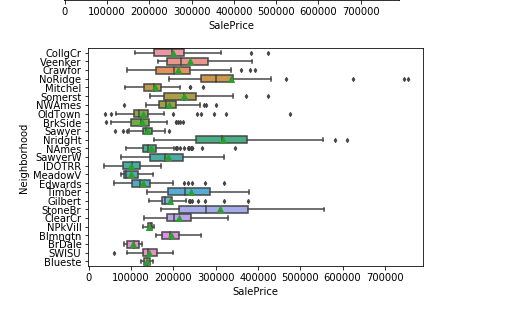 0 100000 200000 300000 400000 500000 600000 700000
SalePrice
CollgCr
Veenker
Crawfor
NoRidge
Mitchel
Somerst
NWAmes
OldTown
BrkSide
Sawyer
NridgHt
NAmes
SawyerW
IDOTRR
MeadowV
Edwards
Timber
Gilbert
StoneBr
ClearCr
NPkVill
Blmngtn
BrDale
SWISU
Blueste
Neighborhood
0 100000 200000 300000 400000 500000 600000 700000
SalePrice